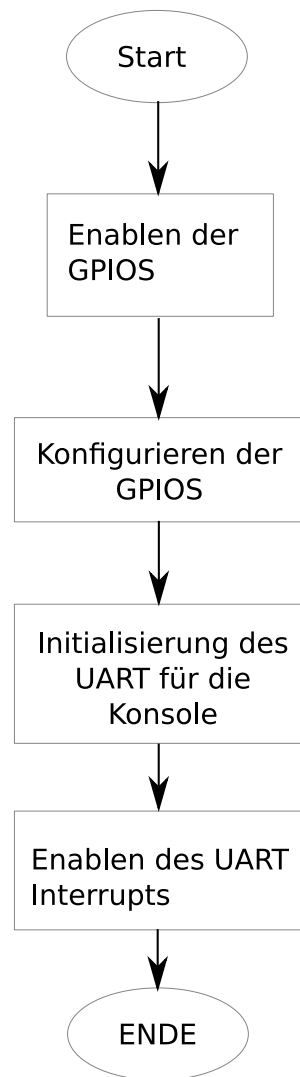 Start
Enablen der
GPIOS
Konfigurieren der
GPIOS
Initialisierung des
UART für die
Konsole
Enablen des UART
Interrupts
ENDE